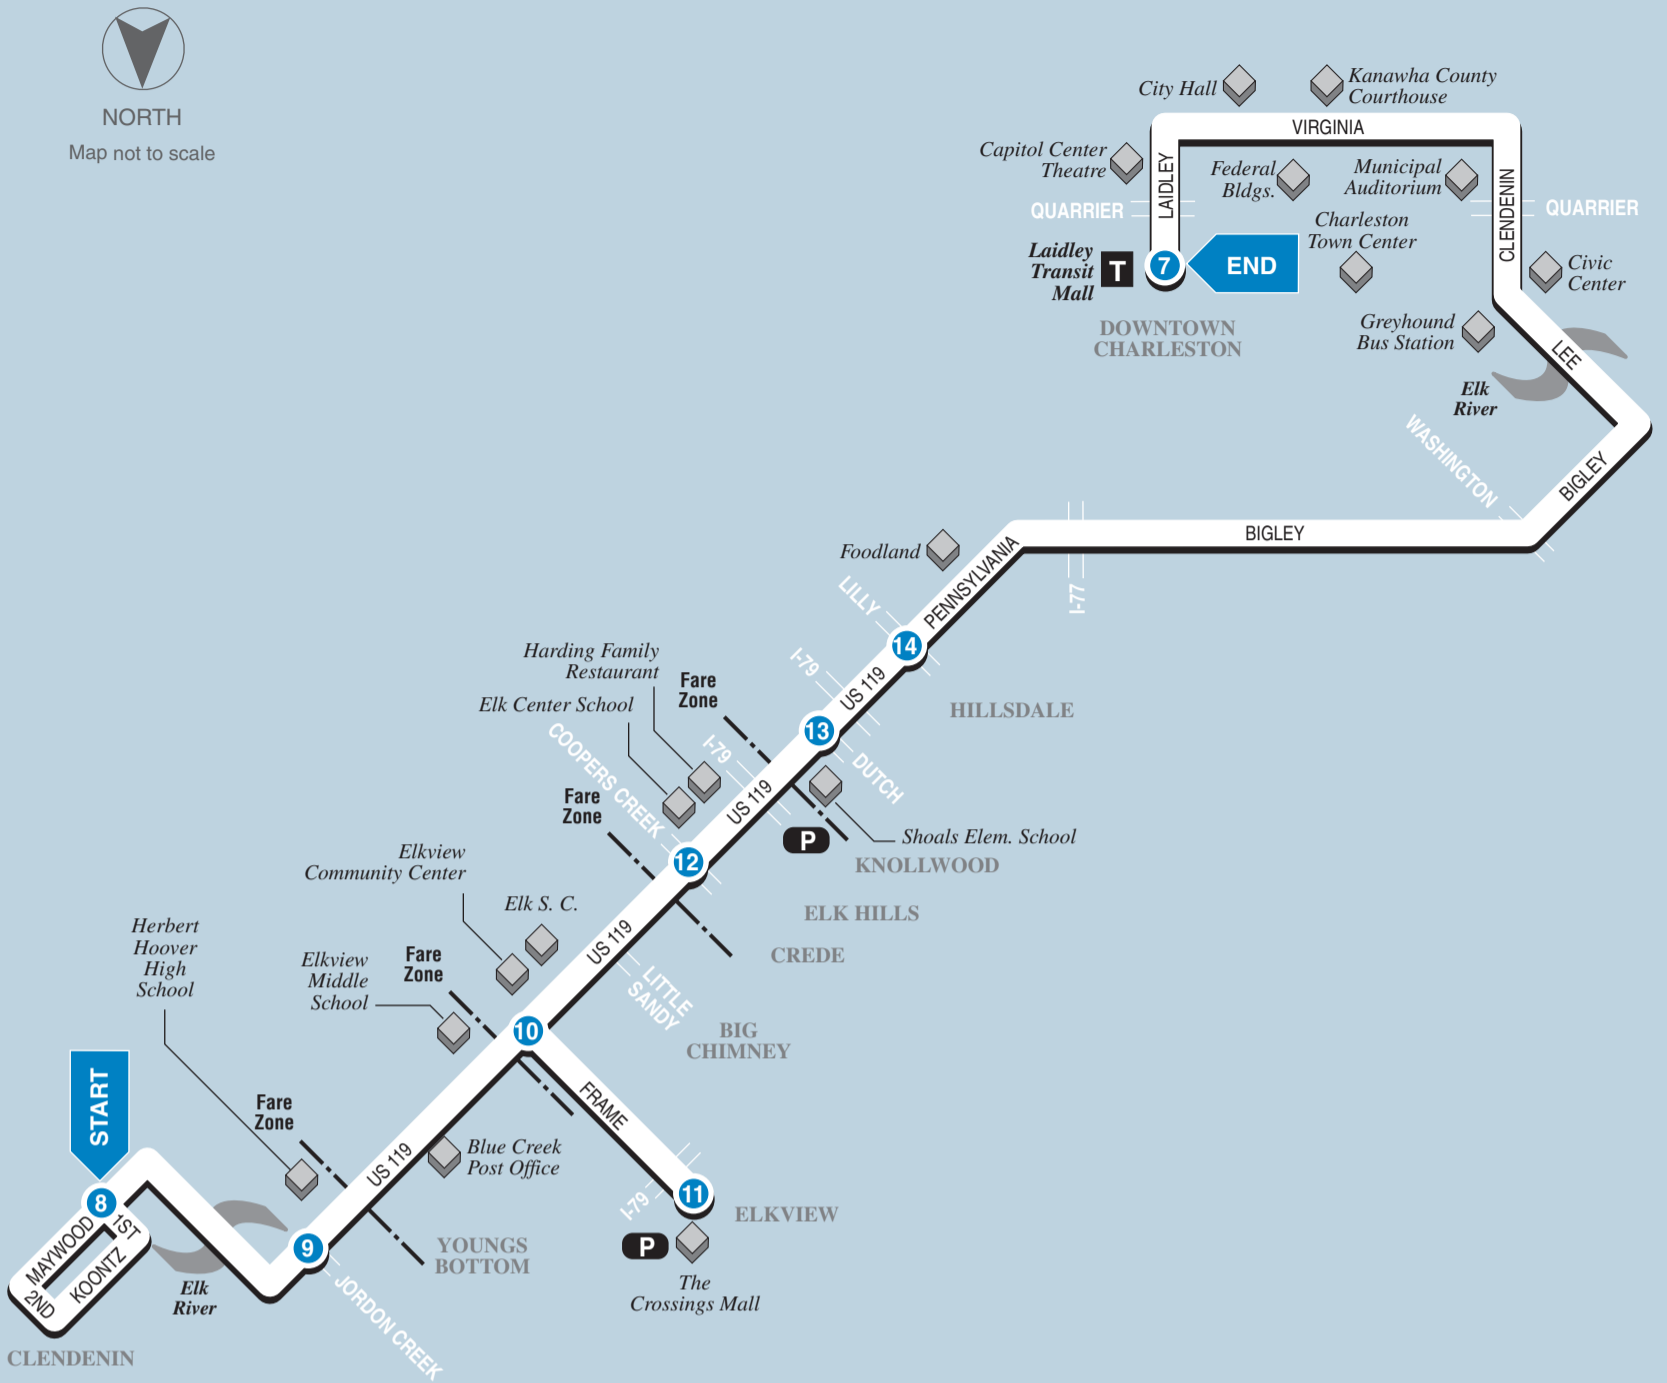 NORTH
Map not to scale
City Hall
Kanawha County
Courthouse
VIRGINIA
Capitol Center
Theatre
LAIDLEY
Federal
Bldgs.
Municipal
Auditorium
CLENDENIN
QUARRIER
QUARRIER
Charleston
Town Center
Laidley
Transit
Mall
T
7
END
Civic
Center
DOWNTOWN
CHARLESTON
Greyhound
Bus Station
LEE
Elk
River
WASHINGTON
BIGLEY
BIGLEY
I-77
Foodland
PENNSYLVANIA
LILLY
14
Harding Family
Restaurant
I-79
US 119
Fare
Zone
HILLSDALE
Elk Center School
13
I-79
COOPERS CREEK
DUTCH
US 119
Fare
Zone
P
Shoals Elem. School
KNOLLWOOD
12
Elkview
Community Center
Elk S. C.
ELK HILLS
US 119
CREDE
Herbert
Hoover
High
School
Elkview
Middle
School
Fare
Zone
LITTLE
SANDY
10
BIG
CHIMNEY
START
Fare
Zone
FRAME
US 119
Blue Creek
Post Office
8
11
I-79
ELKVIEW
MAYWOOD
1ST
KOONTZ
2ND
9
YOUNGS
BOTTOM
P
Elk
River
JORDON CREEK
The
Crossings Mall
CLENDENIN